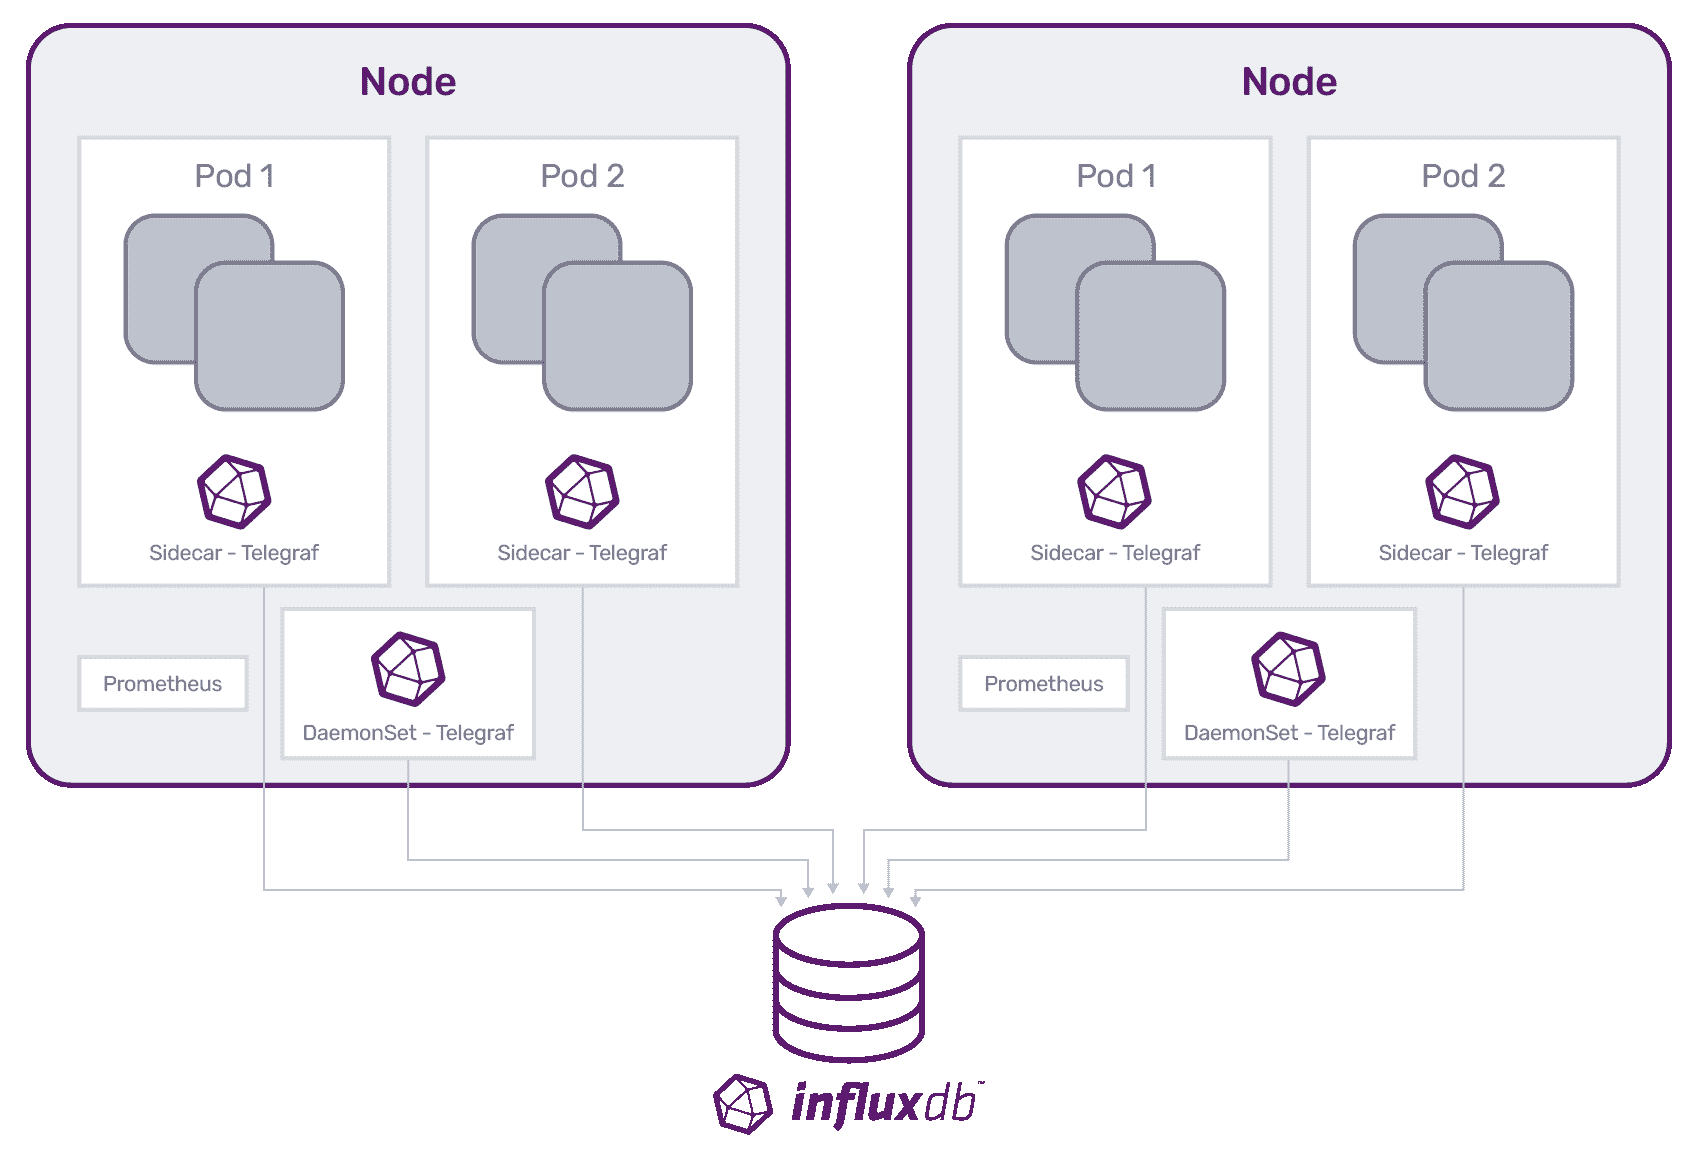 Node
Pod 1
Pod 2
Sidecar - Telegraf
Sidecar - Telegraf
Prometheus
DaemonSet - Telegraf
Node
Pod 1
Pod 2
Sidecar - Telegraf
Sidecar - Telegraf
Prometheus
DaemonSet - Telegraf
influxdb™